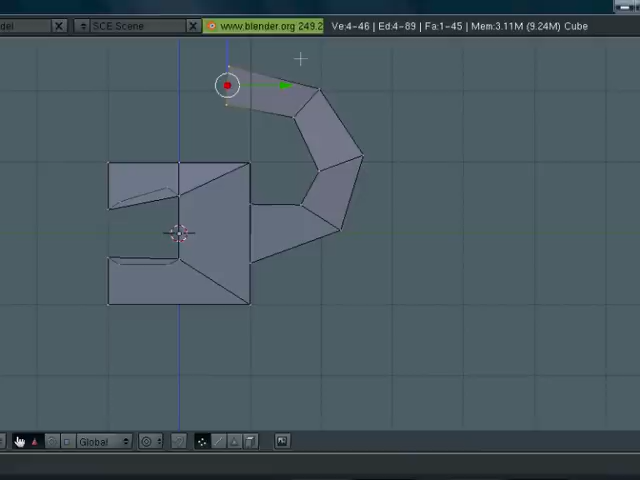 del SCE:Scene www.blender.org 249.2 Ve:4-46 | Ed:4-89 | Fa:1-45 | Mem:3.11M (9.24M) Cube
Global